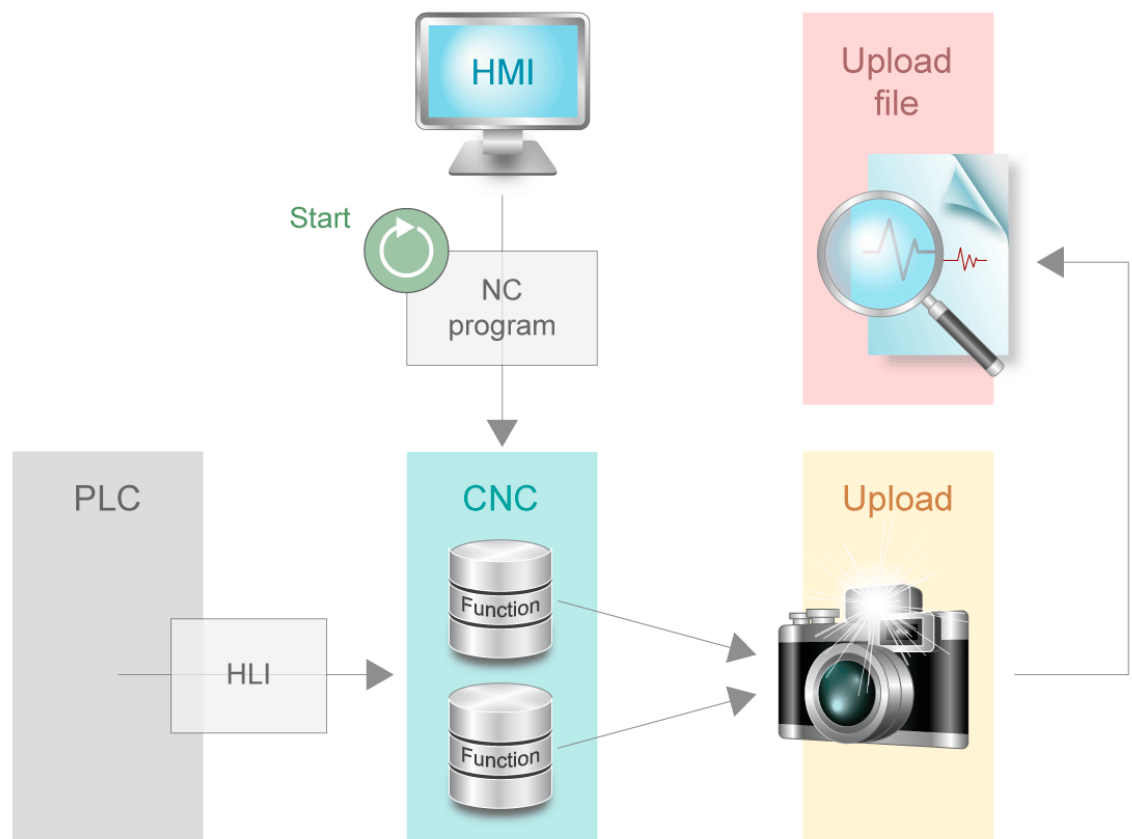 HMI
Upload
file
Start
NC
program
PLC
CNC
Upload
Function
HLI
Function